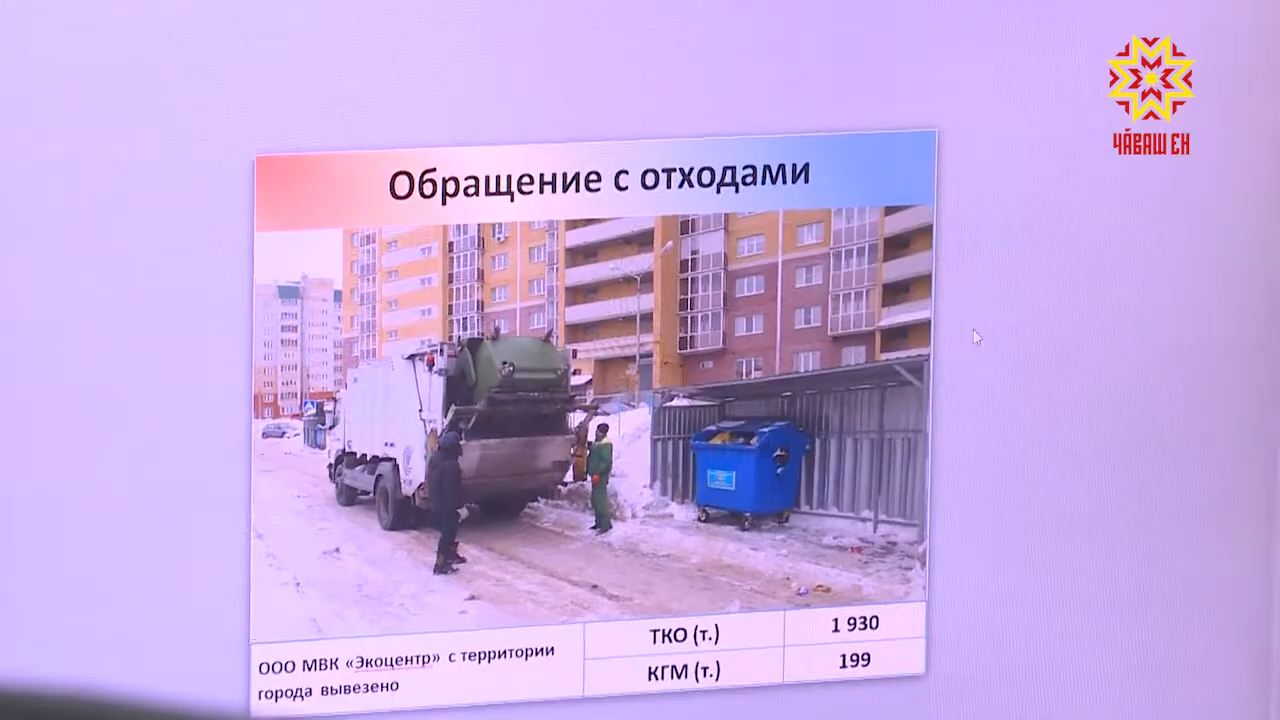 ЧӐВАШ ЕН
Обращение с отходами
ООО МВК «Экоцентр» с территории
города вывезено
ТКО (т.)
1 930
КГМ (т.)
199